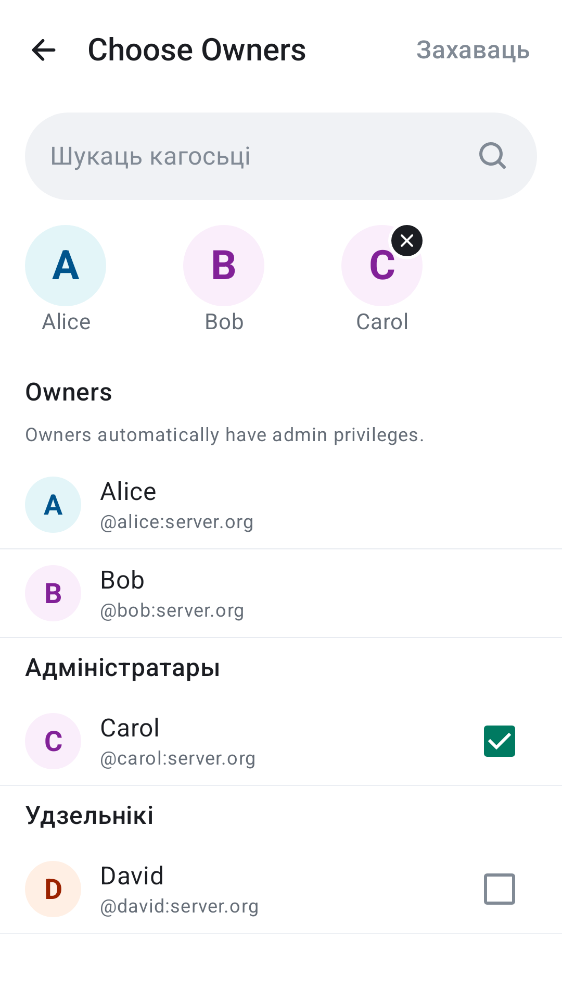 Choose Owners
Захаваць
Шукаць кагосьці
A
B
C
Alice
Bob
Carol
Owners
Owners automatically have admin privileges.
A
Alice
@alice:server.org
B
Bob
@bob:server.org
Адміністратары
C
Carol
@carol:server.org
Удзельнікі
D
David
@david:server.org